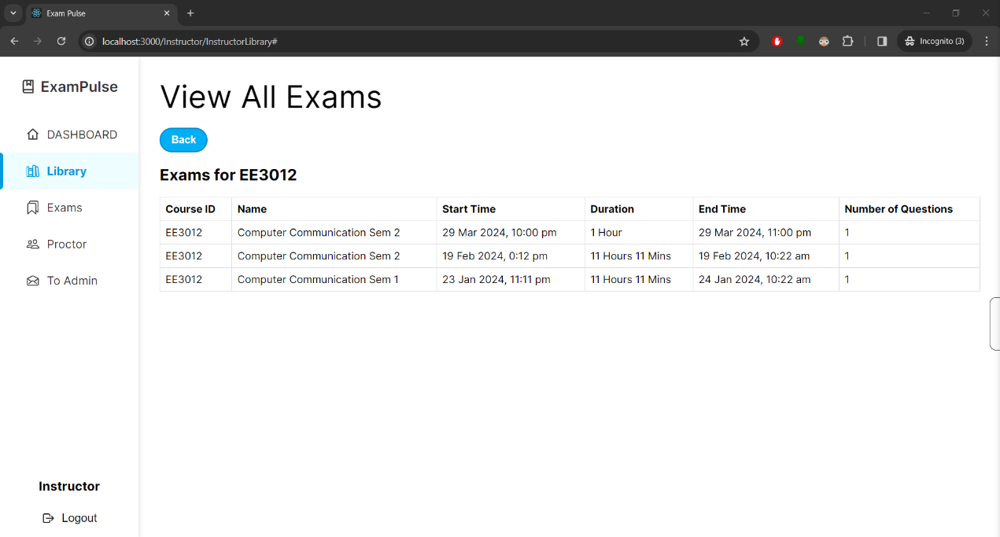 Exam Pulse
localhost:3000/Instructor/InstructorLibrary#
Incognito (3)
ExamPulse
DASHBOARD
Library
Exams
Proctor
To Admin
Instructor
Logout
View All Exams
Back
Exams for EE3012
Course ID Name Start Time Duration End Time Number of Questions
EE3012 Computer Communication Sem 2 29 Mar 2024, 10:00 pm 1 Hour 29 Mar 2024, 11:00 pm 1
EE3012 Computer Communication Sem 2 19 Feb 2024, 0:12 pm 11 Hours 11 Mins 19 Feb 2024, 10:22 am 1
EE3012 Computer Communication Sem 1 23 Jan 2024, 11:11 pm 11 Hours 11 Mins 24 Jan 2024, 10:22 am 1